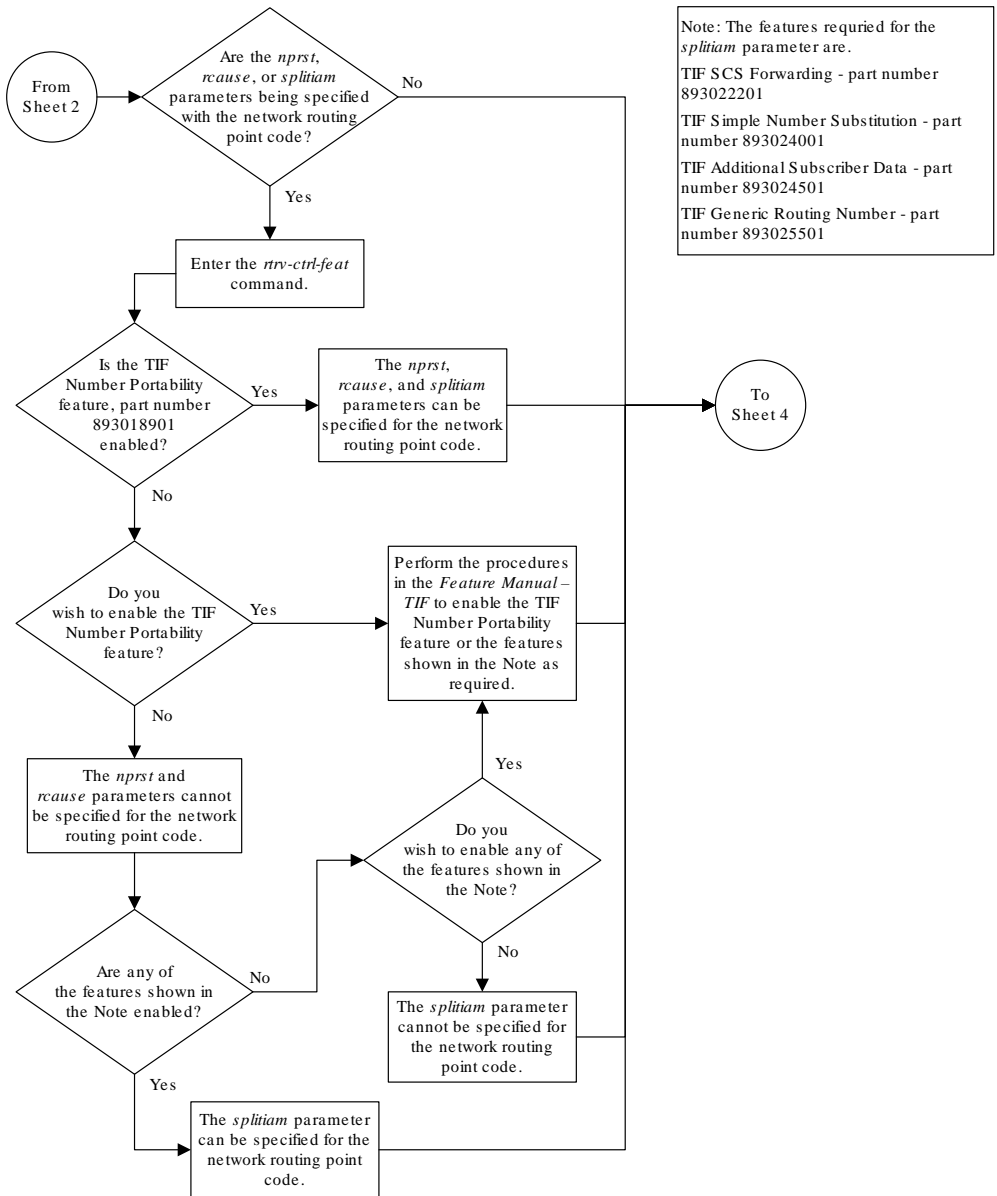 From
Sheet 2
Are the nprst,
rcause, or splitiam
parameters being specified
with the network routing
point code?
No
Yes
Note: The features requried for the
splitiam parameter are.
TIF SCS Forwarding - part number
893022201
TIF Simple Number Substitution - part
number 893024001
TIF Additional Subscriber Data - part
number 893024501
TIF Generic Routing Number - part
number 893025501
Enter the rtrv-ctrl-feat
command.
Is the TIF
Number Portability
feature, part number
893018901
enabled?
Yes
No
The nprst,
rcause, and splitiam
parameters can be
specified for the network
routing point code.
To
Sheet 4
Do you
wish to enable the TIF
Number Portability
feature?
Yes
No
Perform the procedures
in the Feature Manual –
TIF to enable the TIF
Number Portability
feature or the features
shown in the Note as
required.
The nprst and
rcause parameters cannot
be specified for the network
routing point code.
Yes
Do you
wish to enable any of
the features shown in
the Note?
No
Are any of
the features shown in
the Note enabled?
No
Yes
The splitiam parameter
cannot be specified for
the network routing
point code.
The splitiam parameter
can be specified for the
network routing point
code.